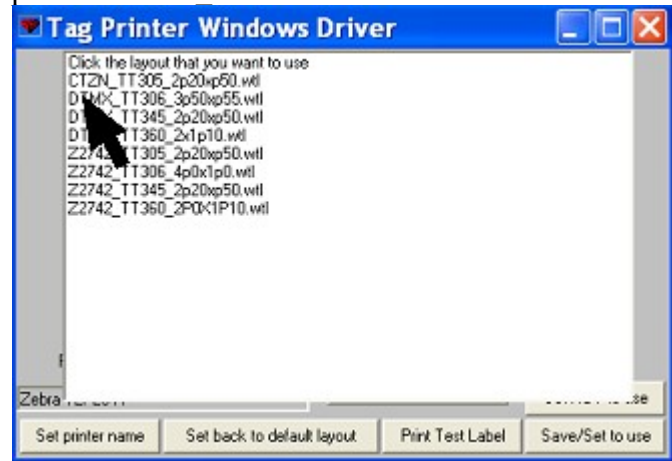 Tag Printer Windows Driver
Click the layout that you want to use
CTZN_TT305_2p20xp50.wtl
DTMX_TT306_3p50xp55.wtl
TT345_2p20xp50.wtl
TT360_2x1p10.wtl
Z2742_TT305_2p20xp50.wtl
Z2742_TT306_4p0x1p0.wtl
Z2742_TT345_2p20xp50.wtl
Z2742_TT360_2P0X1P10.wtl
Zebra
Set printer name
Set back to default layout
Print Test Label
Save/Set to use